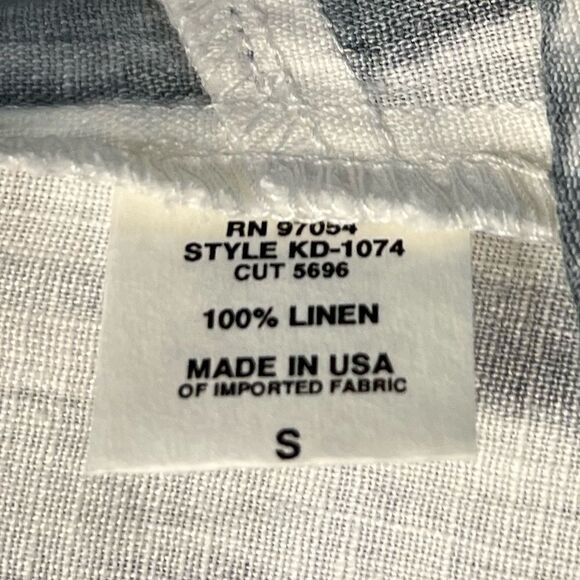 RN 97054
STYLE KD-1074
CUT 5696
100% LINEN
MADE IN USA
OF IMPORTED FABRIC
S